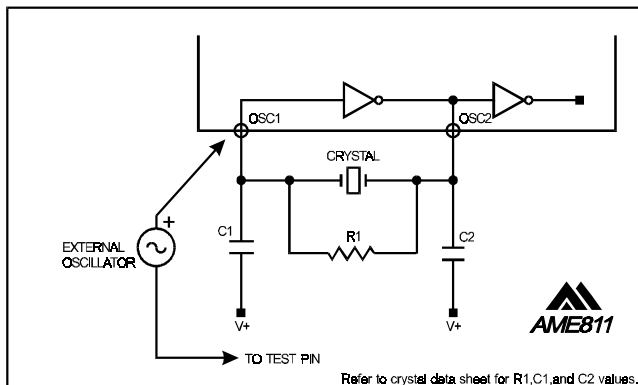 OSC1
OSC2
CRYSTAL
C1
R1
C2
+
EXTERNAL
OSCILLATOR
V+
V+
AME811
TO TEST PIN
Refer to crystal data sheet for R1,C1,and C2 values.